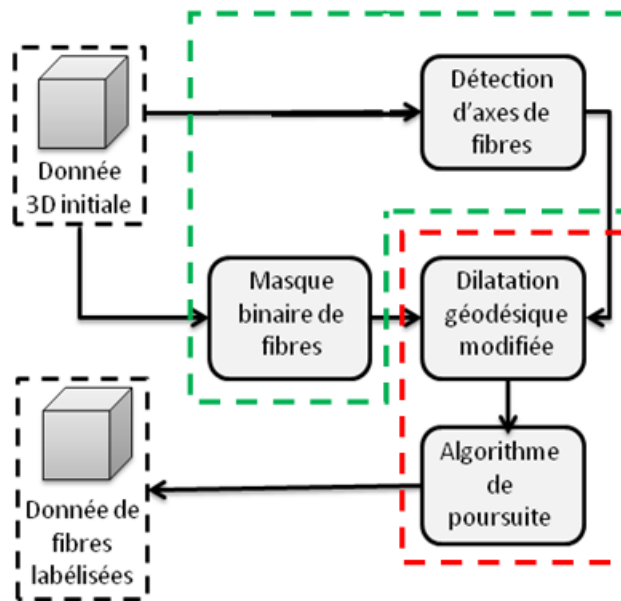 Donnée
3D initiale
Détection
d'axes de
fibres
Masque
binaire de
fibres
Dilatation
géodésique
modifiée
Algorithme
de
poursuite
Donnée de
fibres
labélisées